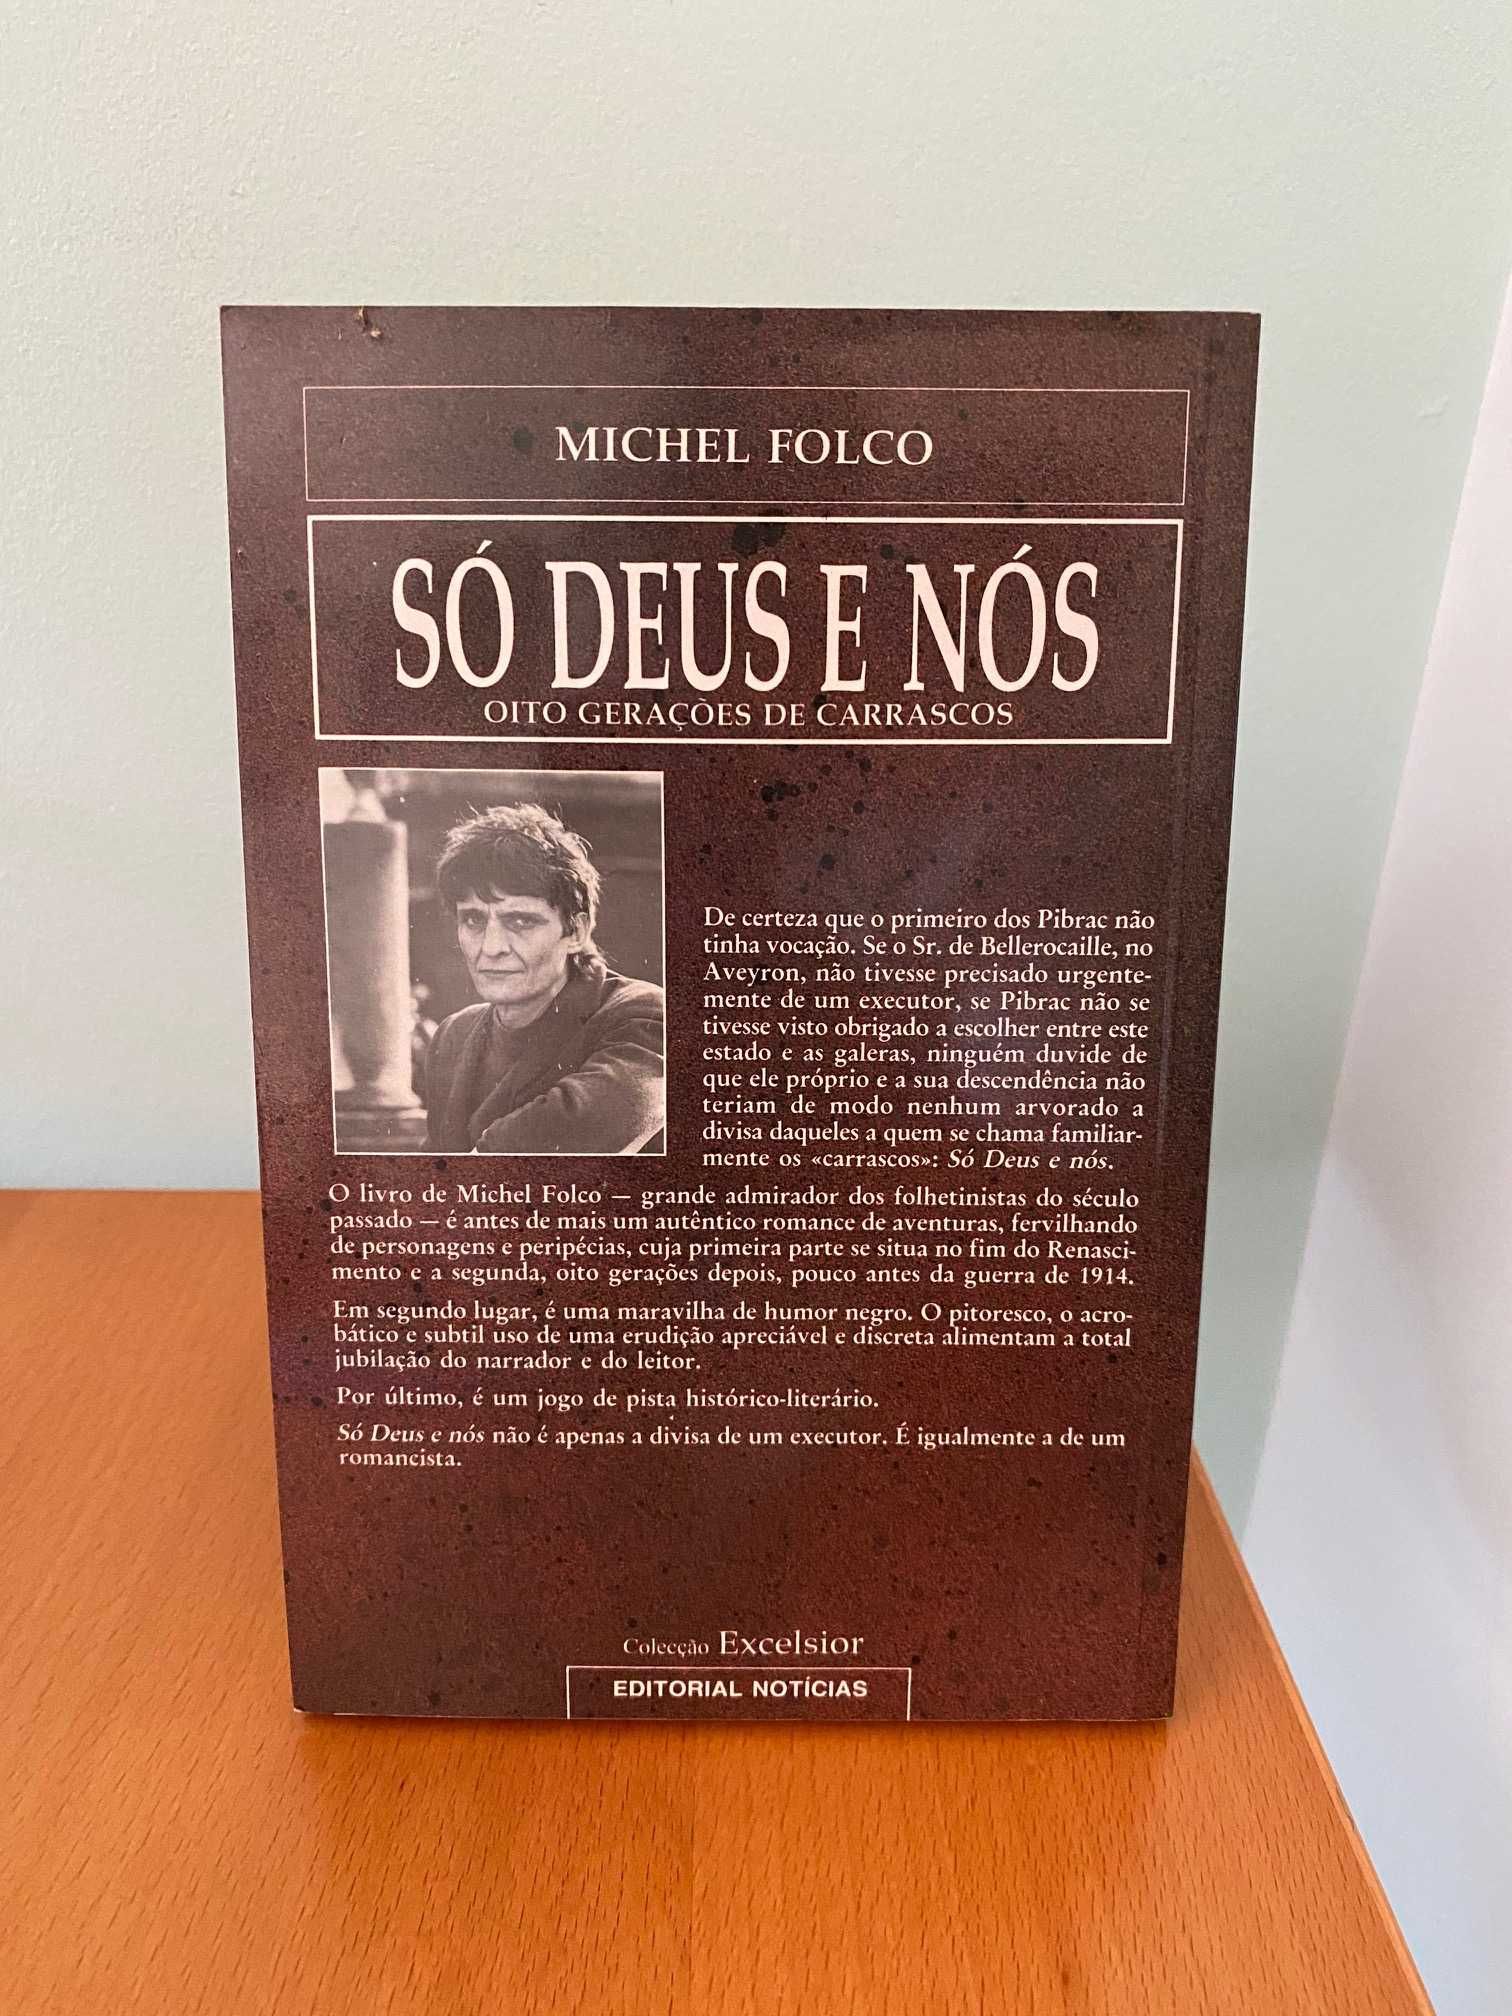 MICHEL FOLCO
SÓ DEUS E NÓS
OITO GERAÇÕES DE CARRASCOS
De certeza que o primeiro dos Pibrac não
tinha vocação. Se o Sr. de Bellerocaille, no
Aveyron, não tivesse precisado urgente-
mente de um executor, se Pibrac não se
tivesse visto obrigado a escolher entre este
estado e as galeras, ninguém duvide de
que ele próprio e a sua descendência não
teriam de modo nenhum arvorado a
divisa daqueles a quem se chama familiar-
mente os «carrascos»: Só Deus e nós.
O livro de Michel Folco — grande admirador dos folhetinistas do século
passado — é antes de mais um autêntico romance de aventuras, fervilhando
de personagens e peripécias, cuja primeira parte se situa no fim do Renasci-
mento e a segunda, oito gerações depois, pouco antes da guerra de 1914.
Em segundo lugar, é uma maravilha de humor negro. O pitoresco, o acro-
bático e subtil uso de uma erudição apreciável e discreta alimentam a total
jubilação do narrador e do leitor.
Por último, é um jogo de pista histórico-literário.
Só Deus e nós não é apenas a divisa de um executor. É igualmente a de um
romancista.
Colecção Excelsior
EDITORIAL NOTÍCIAS